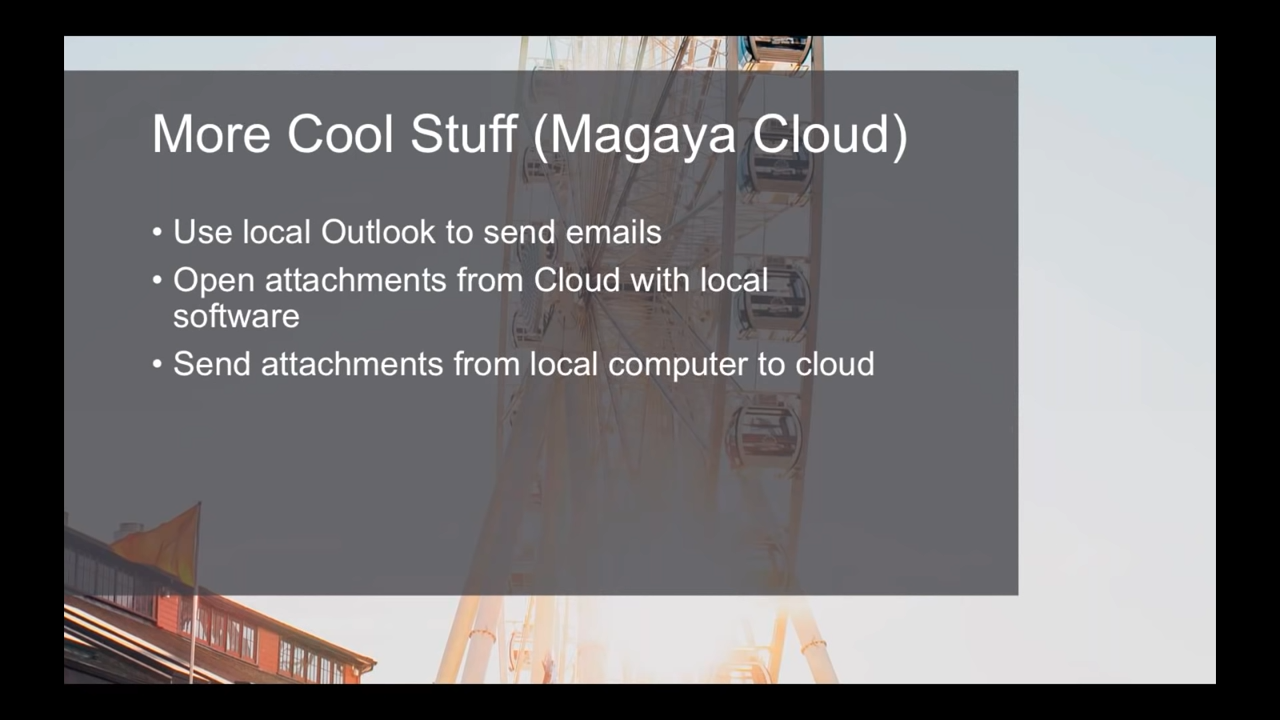 More Cool Stuff (Magaya Cloud)
• Use local Outlook to send emails
• Open attachments from Cloud with local
software
• Send attachments from local computer to cloud